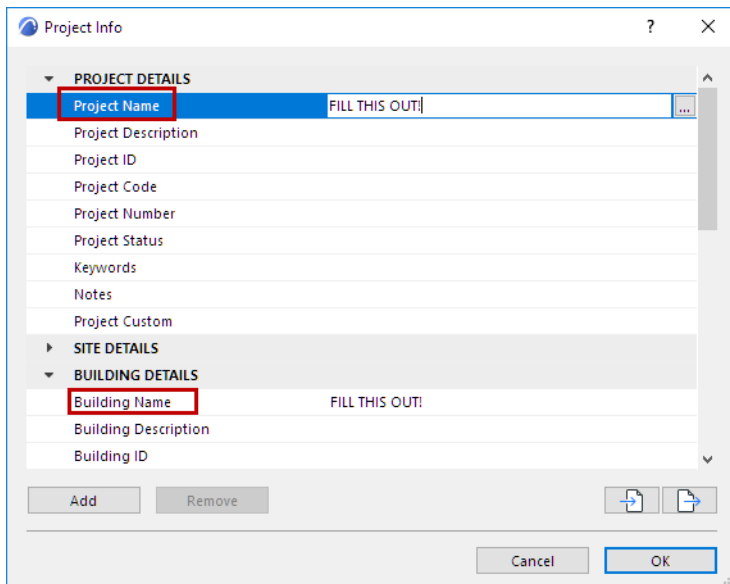 Project Info
?
PROJECT DETAILS
Project Name FILL THIS OUT! ...
Project Description
Project ID
Project Code
Project Number
Project Status
Keywords
Notes
Project Custom
SITE DETAILS
BUILDING DETAILS
Building Name FILL THIS OUT!
Building Description
Building ID
Add Remove
Cancel OK